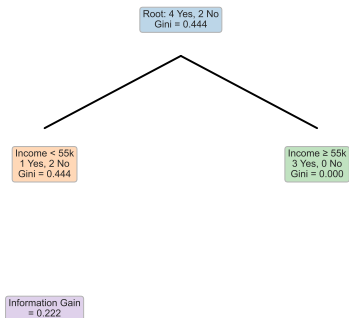 Root: 4 Yes, 2 No
Gini = 0.444
Income < 55k
1 Yes, 2 No
Gini = 0.444
Income ≥ 55k
3 Yes, 0 No
Gini = 0.000
Information Gain
= 0.222